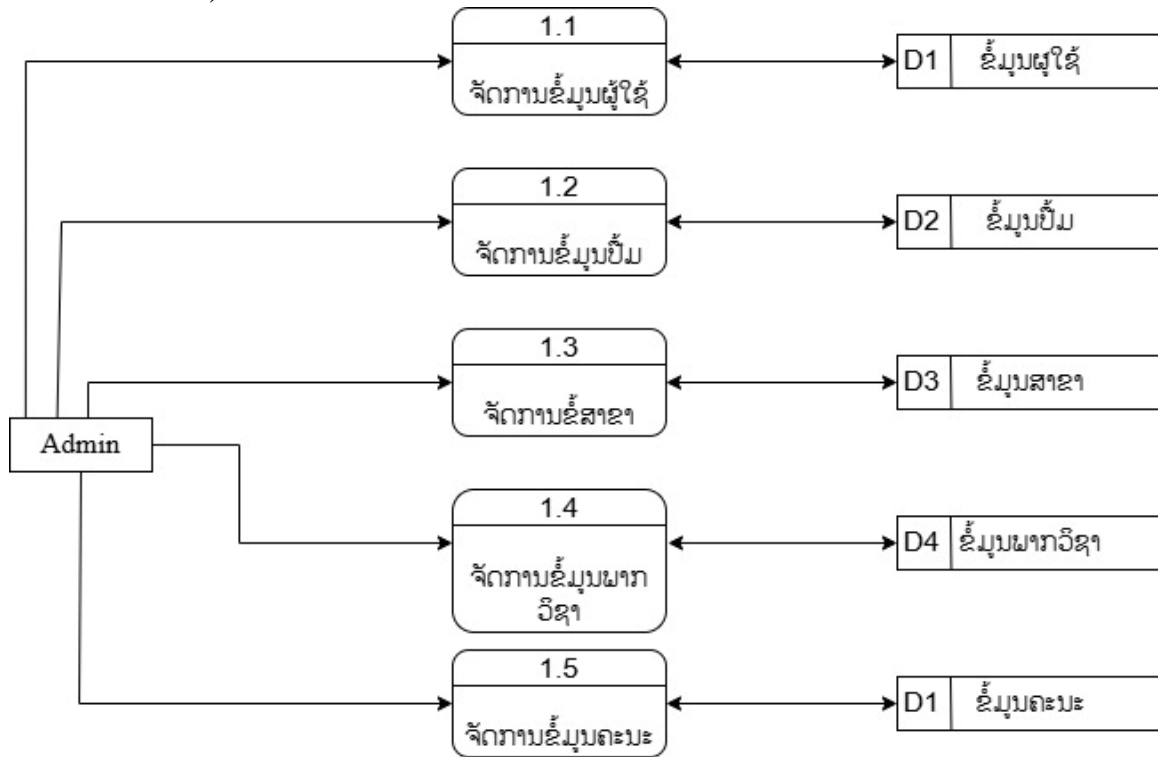 1.1
ຈັດການຂໍ້ມູນຜູ້ໃຊ້
D1 ຂໍ້ມູນຜູໃຊ້
1.2
ຈັດການຂໍ້ມູນປຶ້ມ
D2 ຂໍ້ມູນປຶ້ມ
1.3
ຈັດການຂໍ້ສາຂາ
D3 ຂໍ້ມູນສາຂາ
Admin
1.4
ຈັດການຂໍ້ມູນພາກ
ວິຊາ
D4 ຂໍ້ມູນພາກວິຊາ
1.5
ຈັດການຂໍ້ມູນຄະນະ
D1 ຂໍ້ມູນຄະນະ